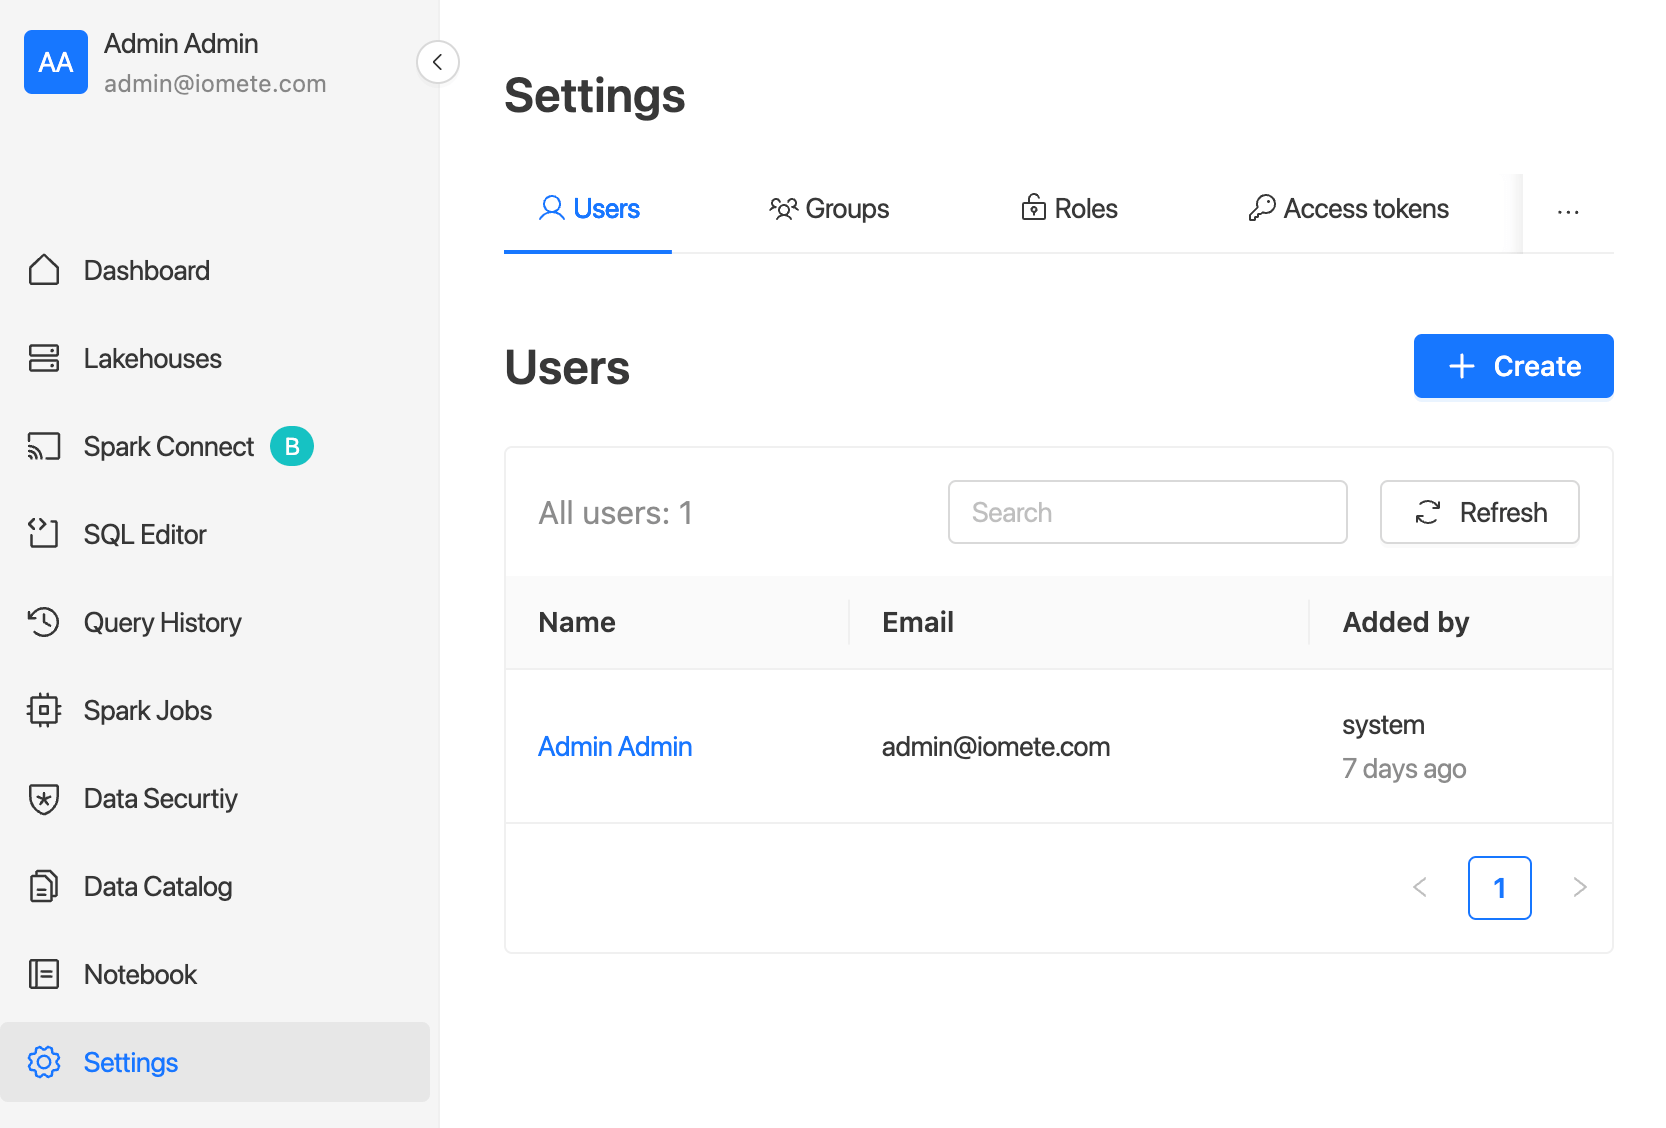 AA
Admin Admin
admin@iomete.com
Dashboard
Lakehouses
Spark Connect B
SQL Editor
Query History
Spark Jobs
Data Securtiy
Data Catalog
Notebook
Settings
Settings
Users Groups Roles Access tokens ...
Users
Create
All users: 1
Search
Refresh
Name Email Added by
Admin Admin admin@iomete.com system
7 days ago
1